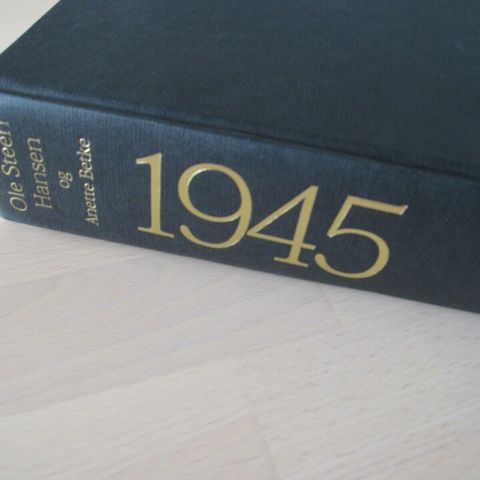 Ole Steen
Hansen
og
Anette Betke
1945